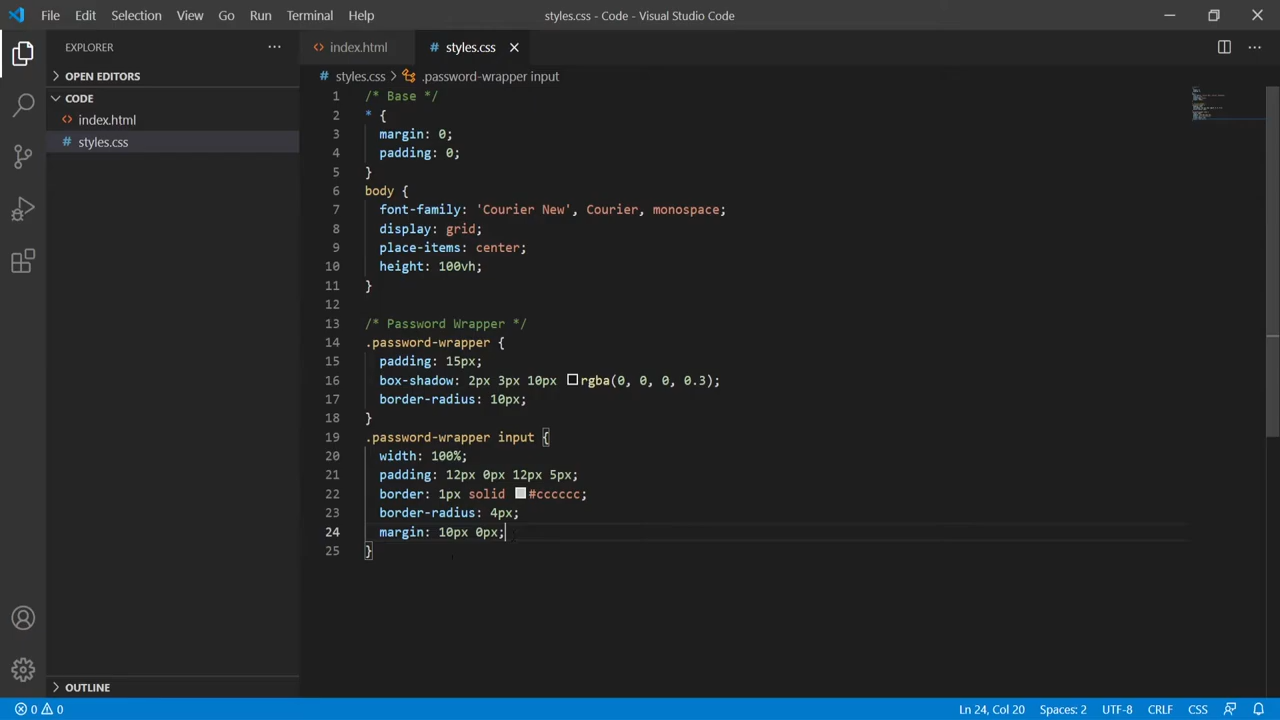 File Edit Selection View Go Run Terminal Help styles.css - Code - Visual Studio Code
EXPLORER
OPEN EDITORS
CODE
index.html
styles.css
OUTLINE
index.html styles.css
styles.css > .password-wrapper input
1 /* Base */
2 * {
3 margin: 0;
4 padding: 0;
5 }
6 body {
7 font-family: 'Courier New', Courier, monospace;
8 display: grid;
9 place-items: center;
10 height: 100vh;
11 }
12
13 /* Password Wrapper */
14 .password-wrapper {
15 padding: 15px;
16 box-shadow: 2px 3px 10px rgba(0, 0, 0, 0.3);
17 border-radius: 10px;
18 }
19 .password-wrapper input {
20 width: 100%;
21 padding: 12px 0px 12px 5px;
22 border: 1px solid #cccccc;
23 border-radius: 4px;
24 margin: 10px 0px;
25 }
0 0 Ln 24, Col 20 Spaces: 2 UTF-8 CRLF CSS